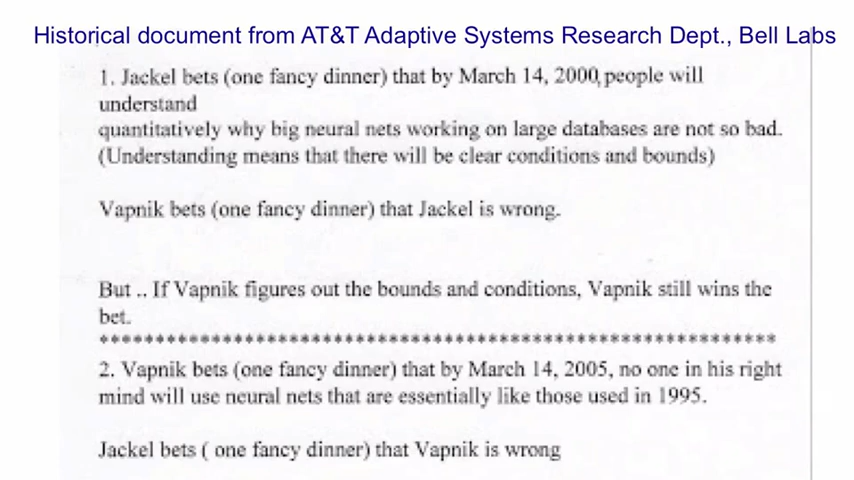 Historical document from AT&T Adaptive Systems Research Dept., Bell Labs
1. Jackel bets (one fancy dinner) that by March 14, 2000, people will
understand
quantitatively why big neural nets working on large databases are not so bad.
(Understanding means that there will be clear conditions and bounds)
Vapnik bets (one fancy dinner) that Jackel is wrong.
But .. If Vapnik figures out the bounds and conditions, Vapnik still wins the
bet.
************************************************************
2. Vapnik bets (one fancy dinner) that by March 14, 2005, no one in his right
mind will use neural nets that are essentially like those used in 1995.
Jackel bets ( one fancy dinner) that Vapnik is wrong